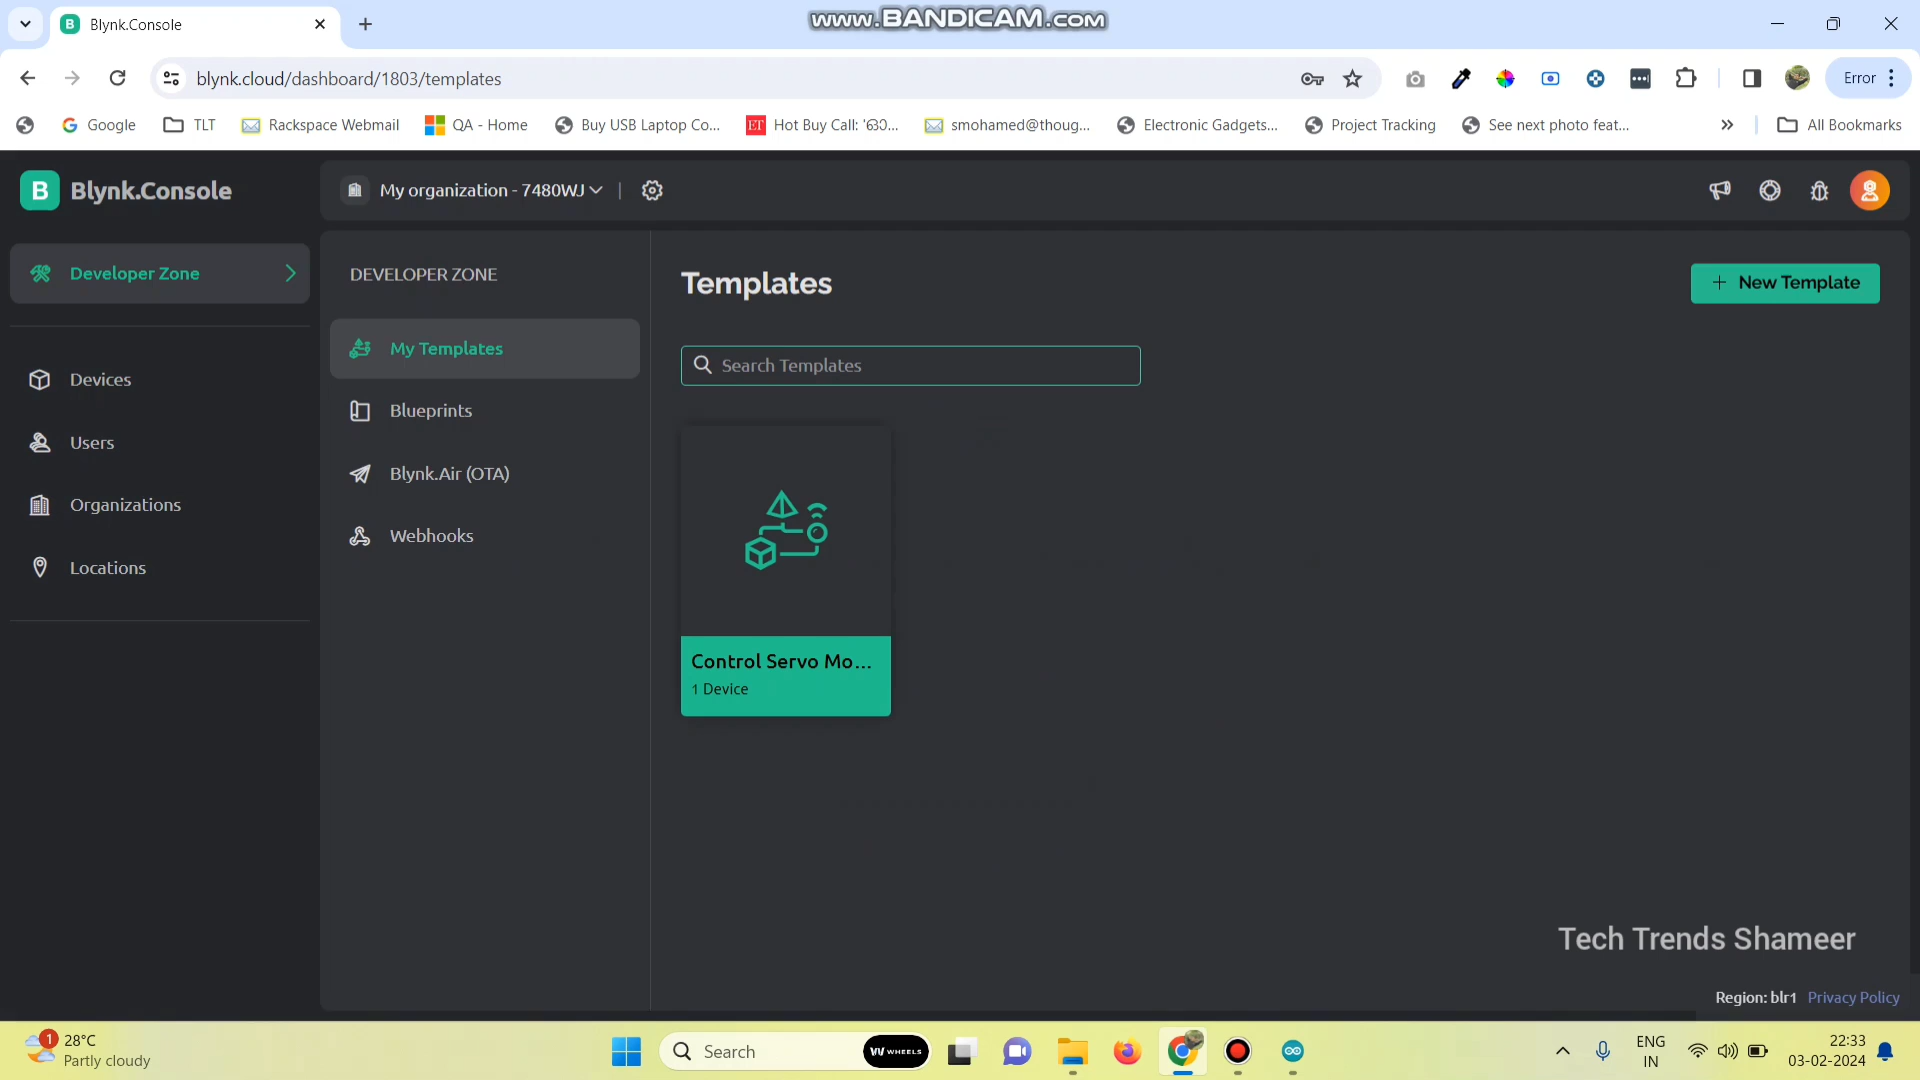 Blynk.Console
www.BANDICAM.com
blynk.cloud/dashboard/1803/templates
Error
Google
TLT
Rackspace Webmail
QA - Home
Buy USB Laptop Co...
ET
Hot Buy Call: '630...
smohamed@thoug...
Electronic Gadgets...
Project Tracking
See next photo feat...
All Bookmarks
B
Blynk.Console
My organization - 7480WJ
Developer Zone
Devices
Users
Organizations
Locations
DEVELOPER ZONE
My Templates
Blueprints
Blynk.Air (OTA)
Webhooks
Templates
+ New Template
Search Templates
Control Servo Mo...
1 Device
Tech Trends Shameer
Region: blr1 Privacy Policy
1
28°C
Partly cloudy
Search
WHEELS
ENG
IN
22:33
03-02-2024